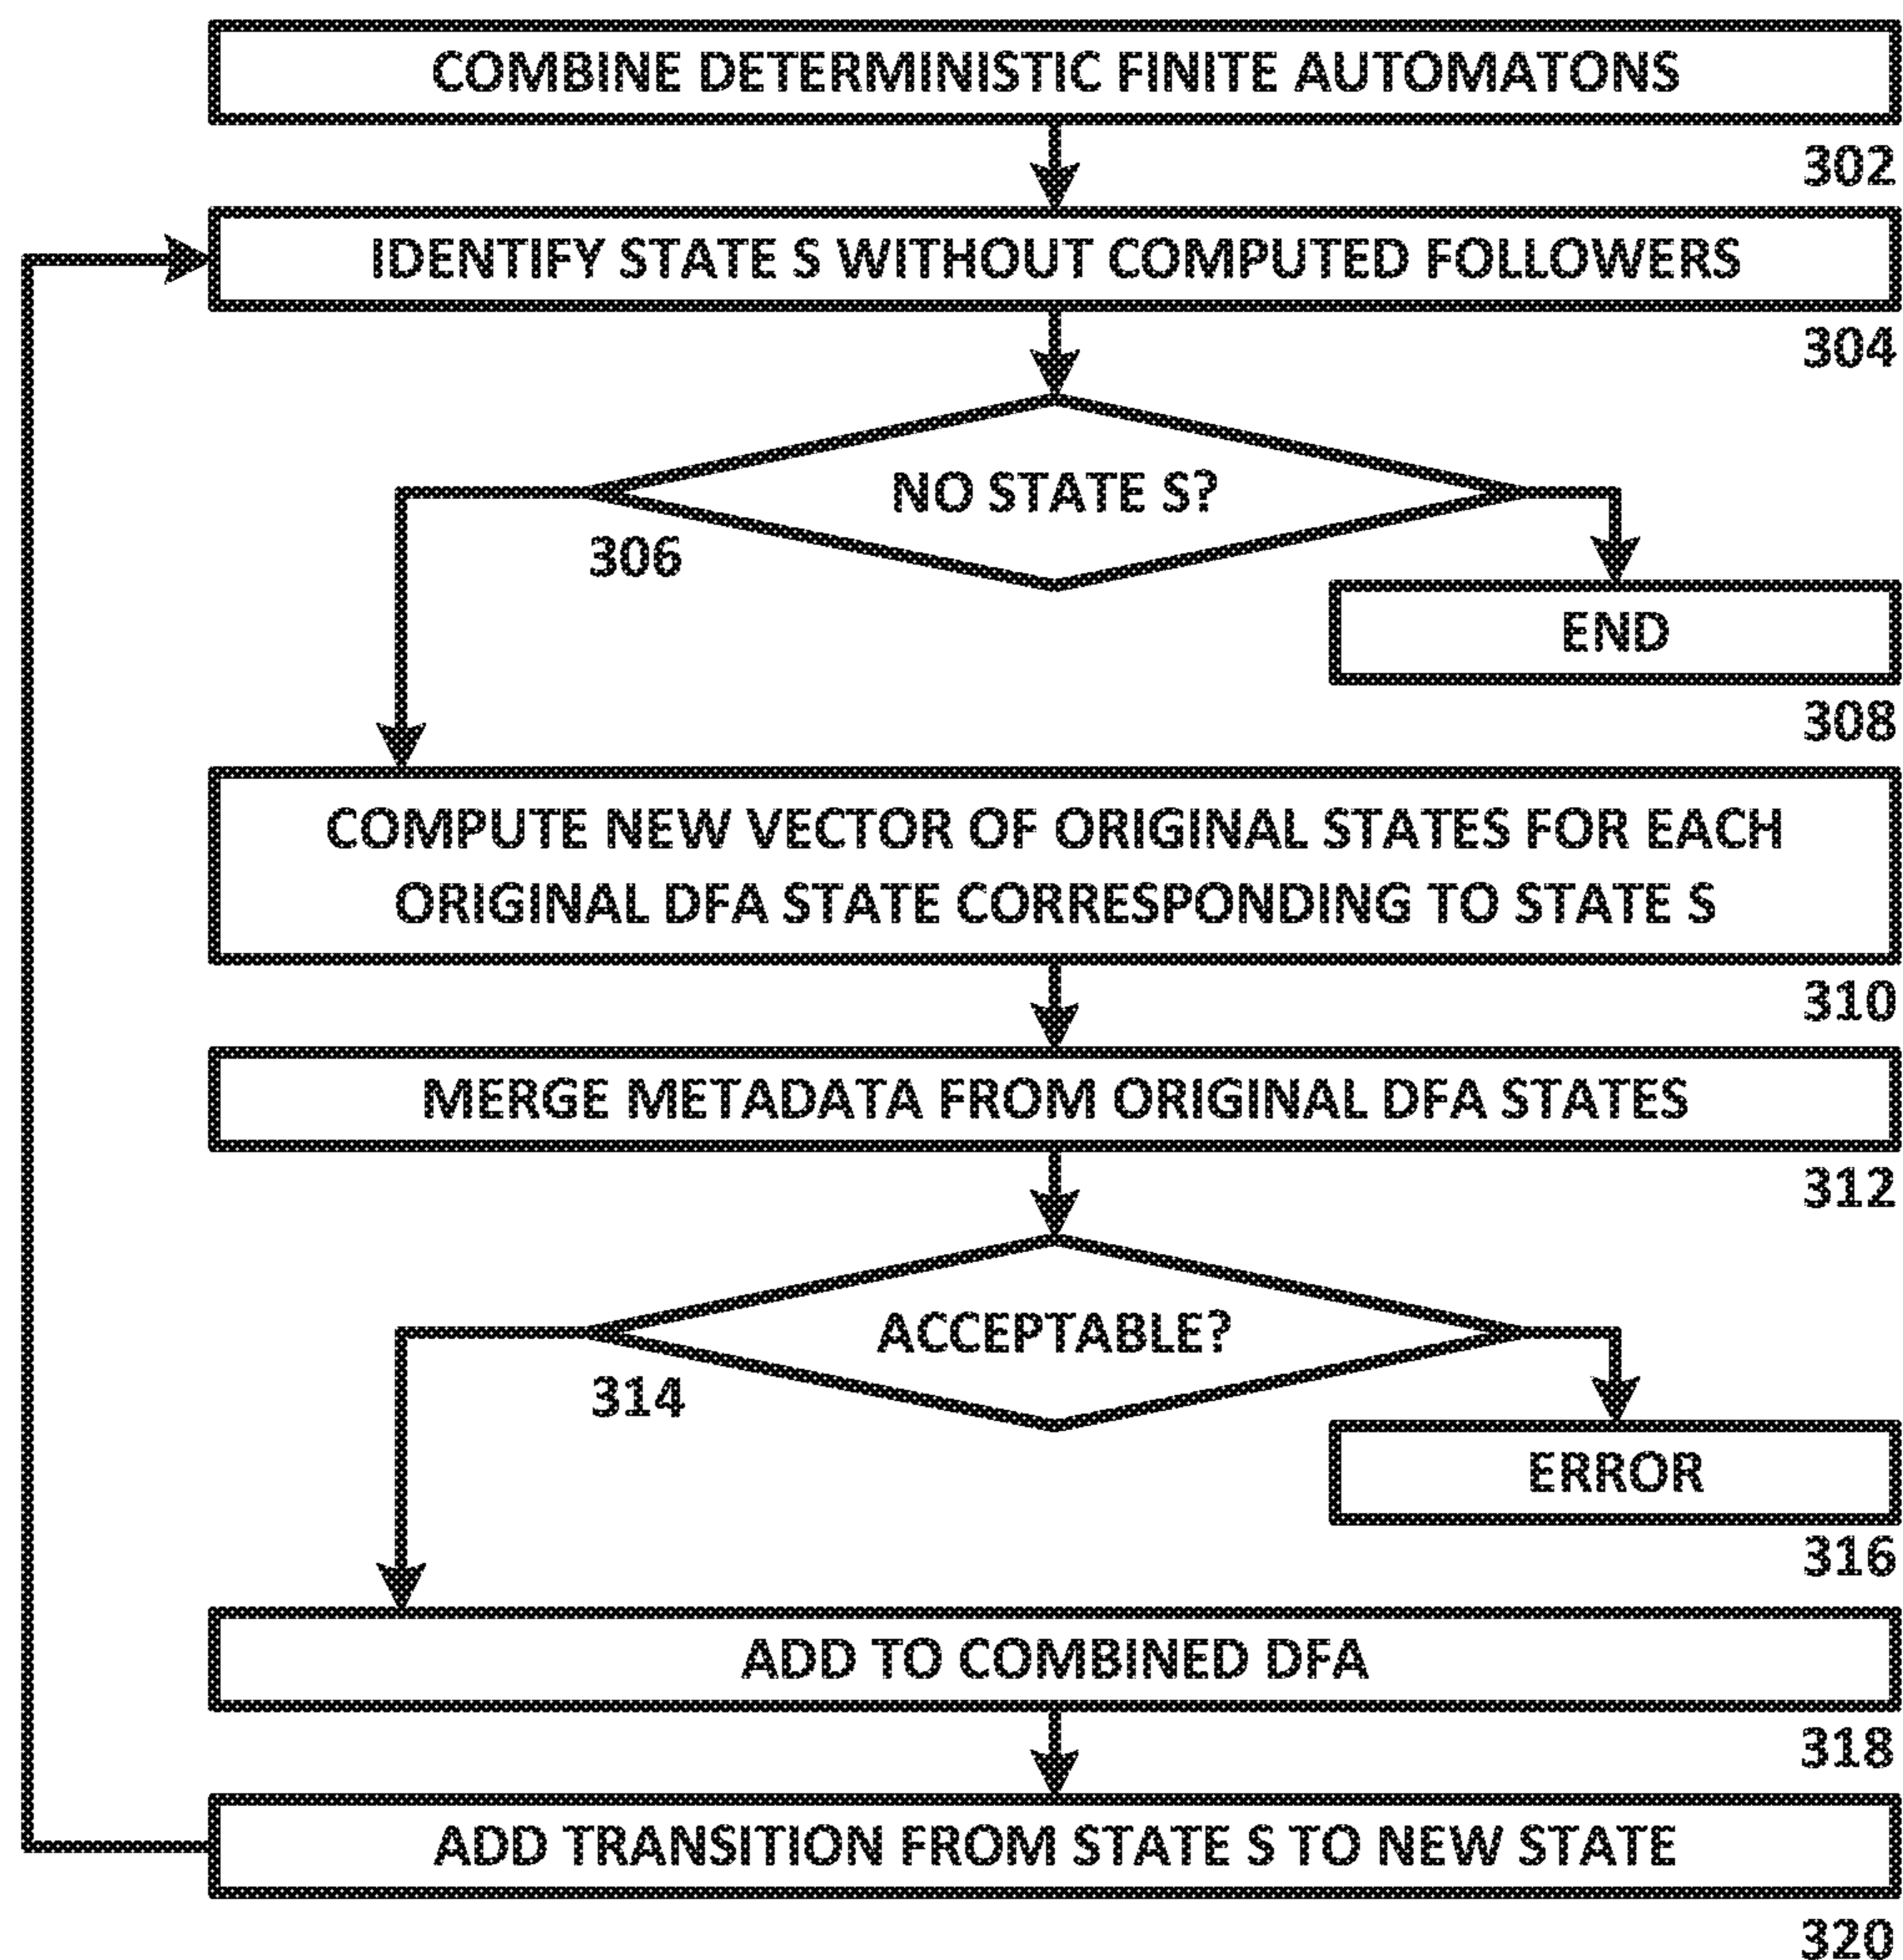 COMBINE DETERMINISTIC FINITE AUTOMATONS
302
IDENTIFY STATE S WITHOUT COMPUTED FOLLOWERS
304
NO STATE S?
306
END
308
COMPUTE NEW VECTOR OF ORIGINAL STATES FOR EACH
ORIGINAL DFA STATE CORRESPONDING TO STATE S
310
MERGE METADATA FROM ORIGINAL DFA STATES
312
ACCEPTABLE?
314
ERROR
316
ADD TO COMBINED DFA
318
ADD TRANSITION FROM STATE S TO NEW STATE
320